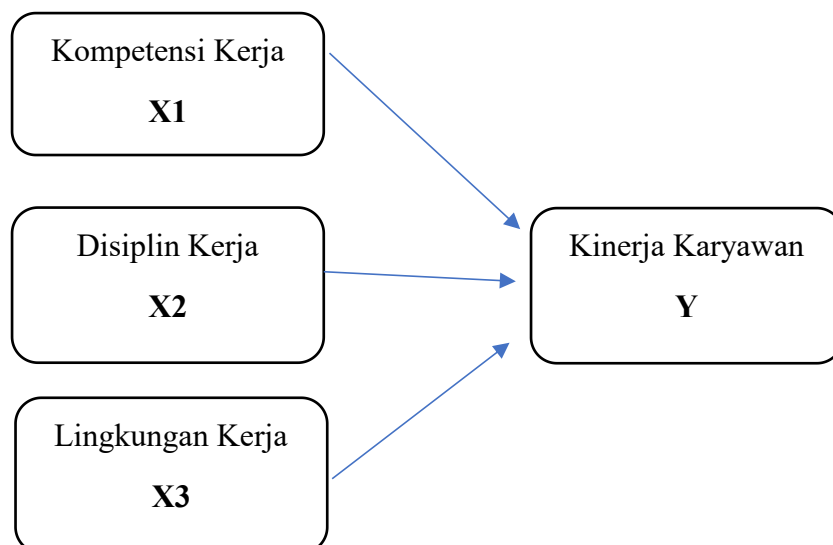 Kompetensi Kerja
X1
Disiplin Kerja
X2
Kinerja Karyawan
Y
Lingkungan Kerja
X3